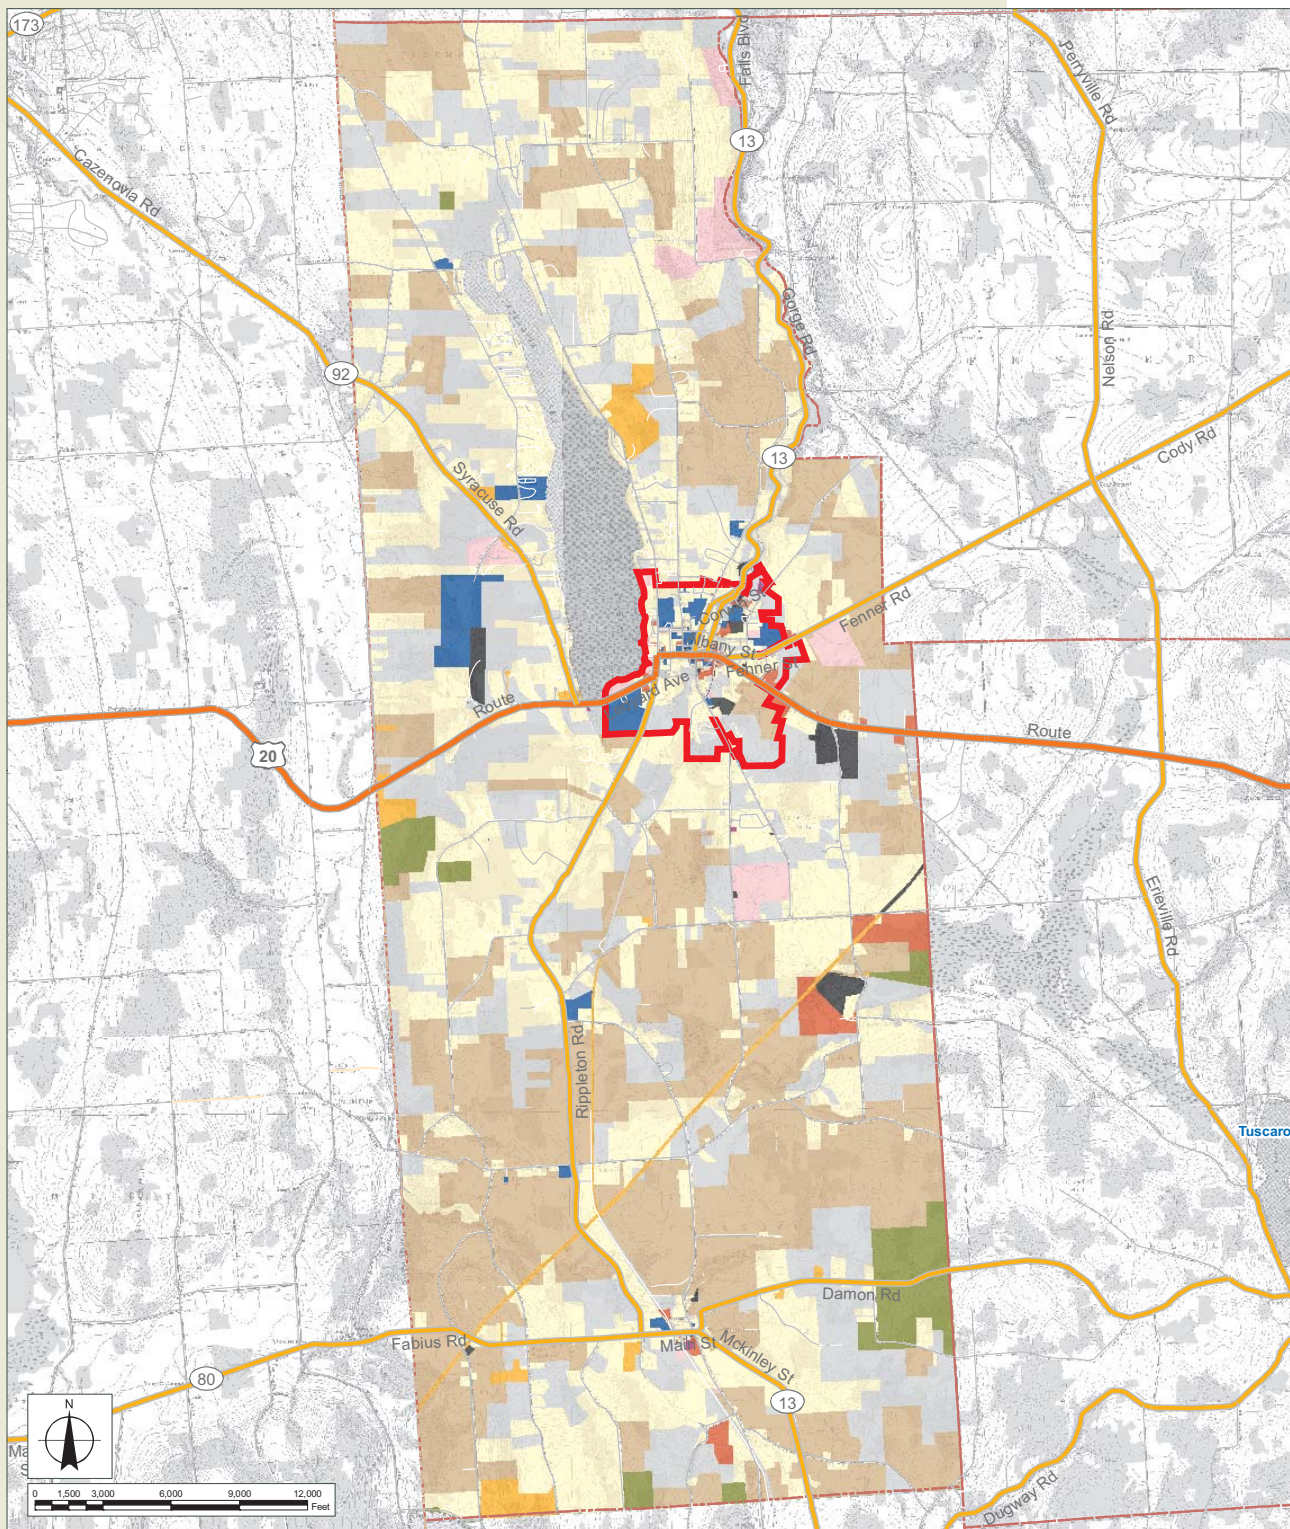 173
Falls Blvd
Perryville Rd
13
Cazenovia Rd
Gorge Rd
Nelson Rd
92
Cody Rd
13
Syracuse Rd
Fenner Rd
Albany St
Fenner St
Route
Route
20
Erieville Rd
Rippleton Rd
Tuscaro
Damon Rd
Fabius Rd
Main St
Mckinley St
80
13
N
Dugway Rd
0 1,500 3,000 6,000 9,000 12,000
Feet